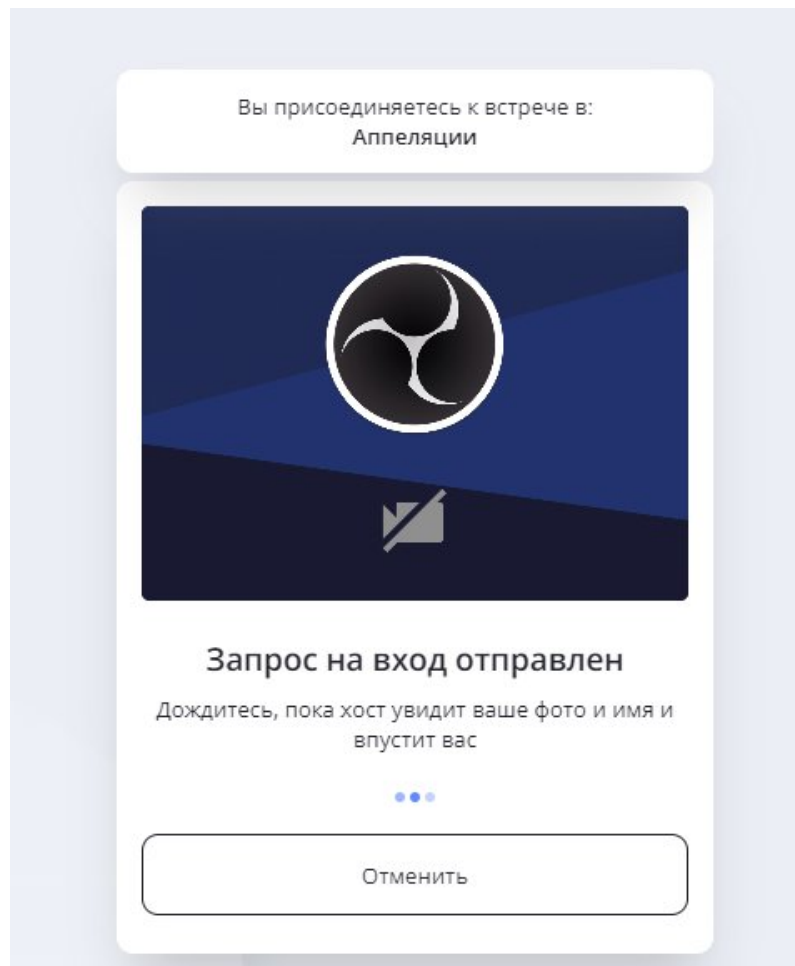 Вы присоединяетесь к встрече в:
Аппеляции
Запрос на вход отправлен
Дождитесь, пока хост увидит ваше фото и имя и
впустит вас
Отменить